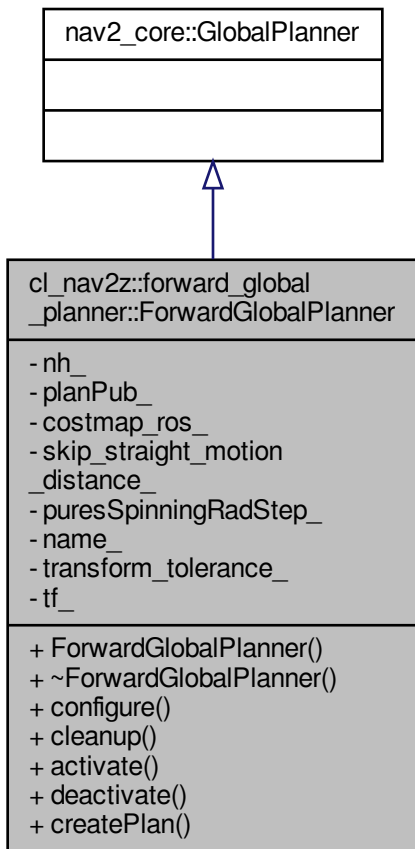 nav2_core::GlobalPlanner
cl_nav2z::forward_global
_planner::ForwardGlobalPlanner
- nh_
- planPub_
- costmap_ros_
- skip_straight_motion
_distance_
- puresSpinningRadStep_
- name_
- transform_tolerance_
- tf_
+ ForwardGlobalPlanner()
+ ~ForwardGlobalPlanner()
+ configure()
+ cleanup()
+ activate()
+ deactivate()
+ createPlan()